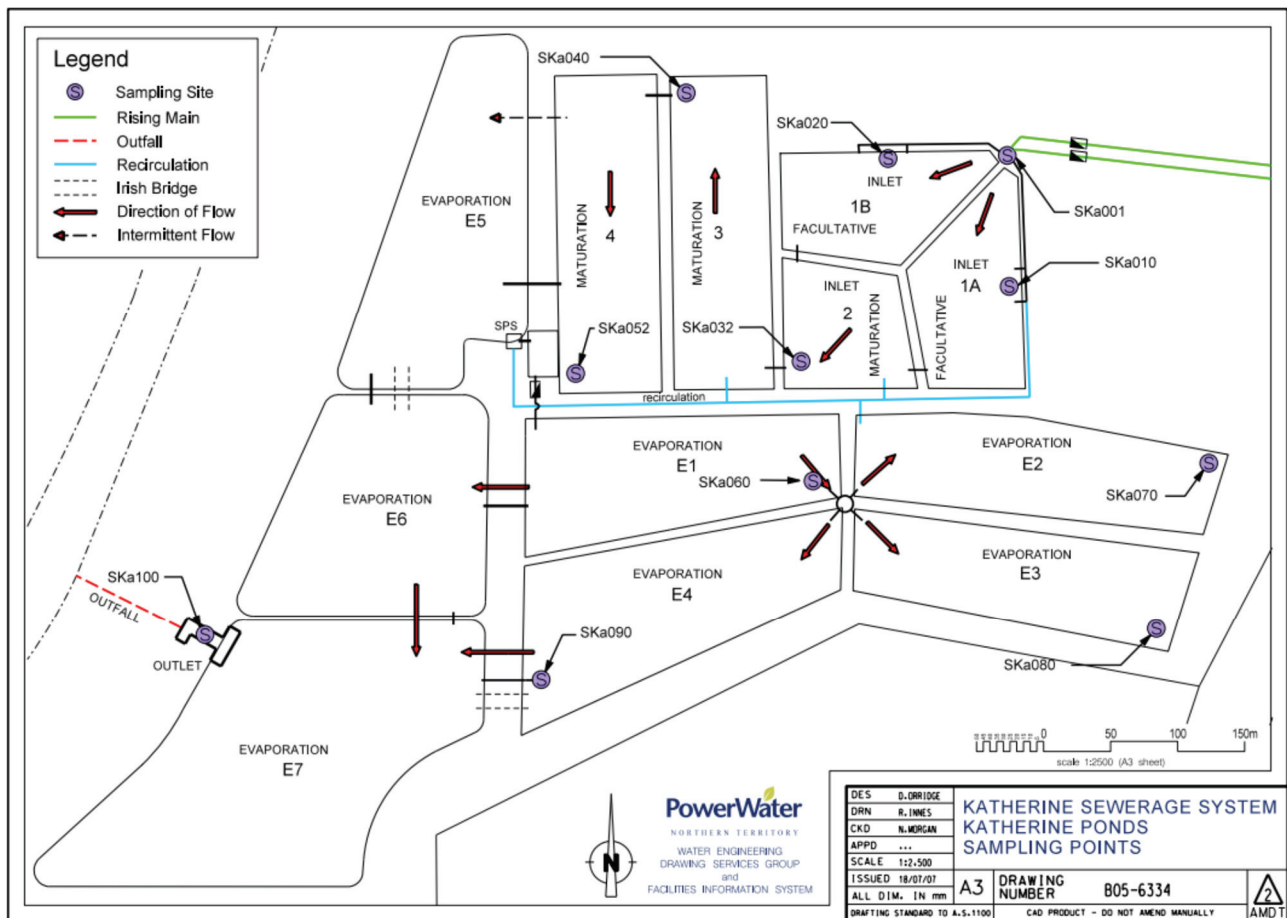 Legend
S Sampling Site
Rising Main
Outfall
Recirculation
Irish Bridge
Direction of Flow
Intermittent Flow
SKa040
SKa020
S
S
S
SKa001
INLET
1B
FACULTATIVE
EVAPORATION
E5
MATURATION
4
MATURATION
3
INLET
1A
FACULTATIVE
SKa010
S
INLET
2
MATURATION
SPS
SKa052
S
SKa032
S
recirculation
EVAPORATION
E1
SKa060
S
EVAPORATION
E2
S
SKa070
EVAPORATION
E6
EVAPORATION
E4
EVAPORATION
E3
S
SKa080
SKa100
S
OUTFALL
OUTLET
SKa090
S
EVAPORATION
E7
0 50 100 150m
scale 1:2500 (A3 sheet)
N
PowerWater
NORTHERN TERRITORY
WATER ENGINEERING
DRAWING SERVICES GROUP
and
FACILITIES INFORMATION SYSTEM
DES D.ORRIDGE
DRN R.INNES
CKD N.MORGAN
APPD ...
SCALE 1:2,500
ISSUED 18/07/07
ALL DIM. IN mm
DRAFTING STANDARD TO A.S.1100
KATHERINE SEWERAGE SYSTEM
KATHERINE PONDS
SAMPLING POINTS
A3
DRAWING
NUMBER B05-6334
CAD PRODUCT - DO NOT AMEND MANUALLY
2
AMDT